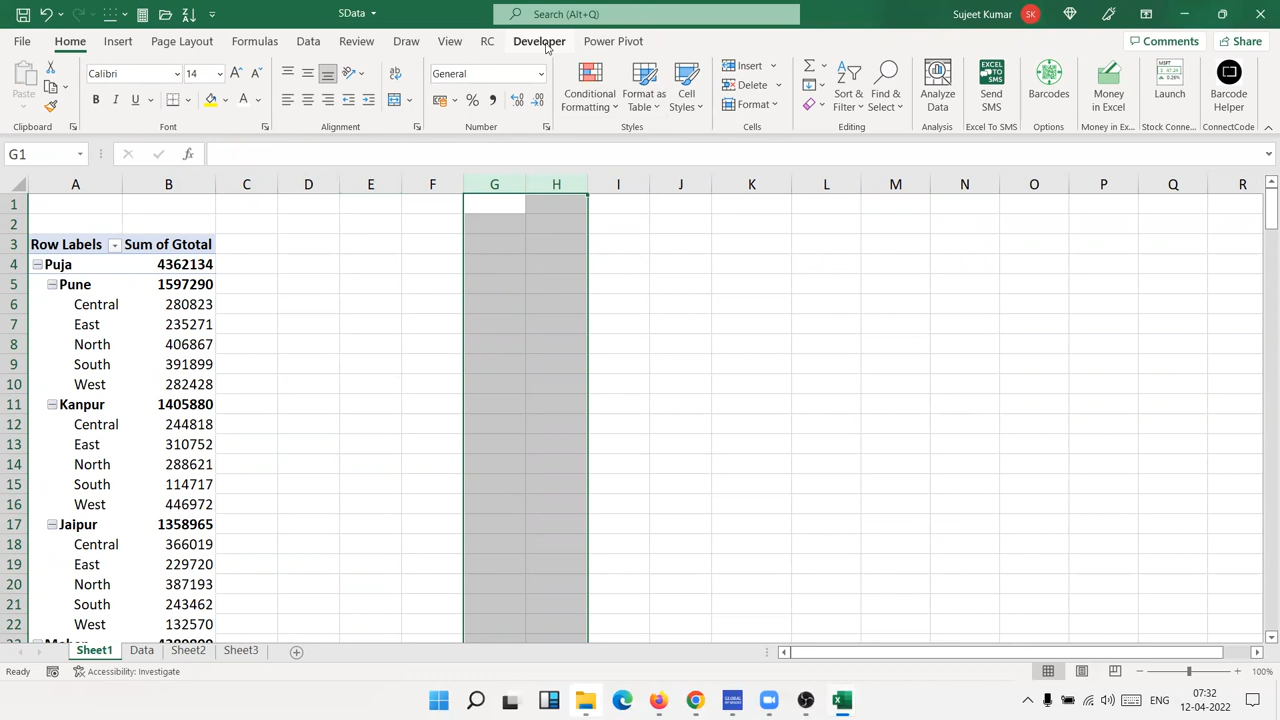 SData
Search (Alt+Q)
Sujeet Kumar SK
File Home Insert Page Layout Formulas Data Review Draw View RC Developer Power Pivot Comments Share
Paste
Calibri 14
B I U A
General
Conditional Formatting
Format as Table
Cell Styles
Insert
Delete
Format
Sort & Filter
Find & Select
Analyze Data
Send SMS
Barcodes
Money in Excel
Launch
Barcode Helper
Clipboard Font Alignment Number Styles Cells Editing Analysis Excel To SMS Options Money in Ex... Stock Conne... ConnectCode
G1 fx
A B C D E F G H I J K L M N O P Q R
1
2
3 Row Labels Sum of Gtotal
4 Puja 4362134
5 Pune 1597290
6 Central 280823
7 East 235271
8 North 406867
9 South 391899
10 West 282428
11 Kanpur 1405880
12 Central 244818
13 East 310752
14 North 288621
15 South 114717
16 West 446972
17 Jaipur 1358965
18 Central 366019
19 East 229720
20 North 387193
21 South 243462
22 West 132570
Sheet1 Data Sheet2 Sheet3
Ready Accessibility: Investigate 100%
ENG 07:32
12-04-2022